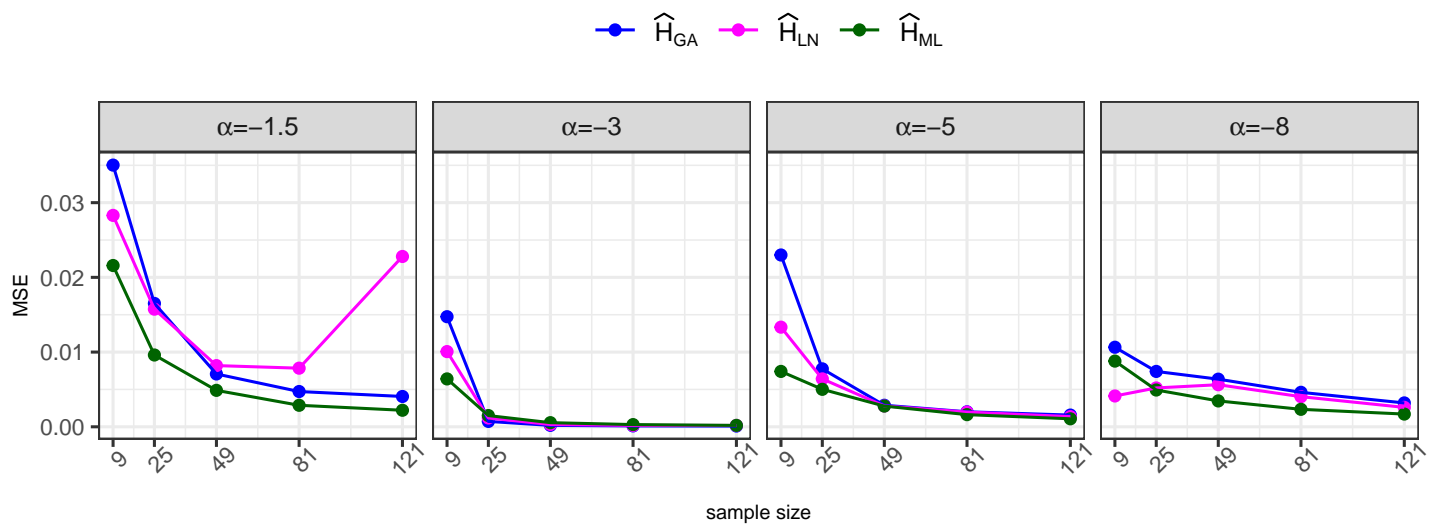 Ĥ_GA Ĥ_LN Ĥ_ML
α=−1.5 α=−3 α=−5 α=−8
MSE
0.03
0.02
0.01
0.00
9 25 49 81 121 9 25 49 81 121 9 25 49 81 121 9 25 49 81 121
sample size